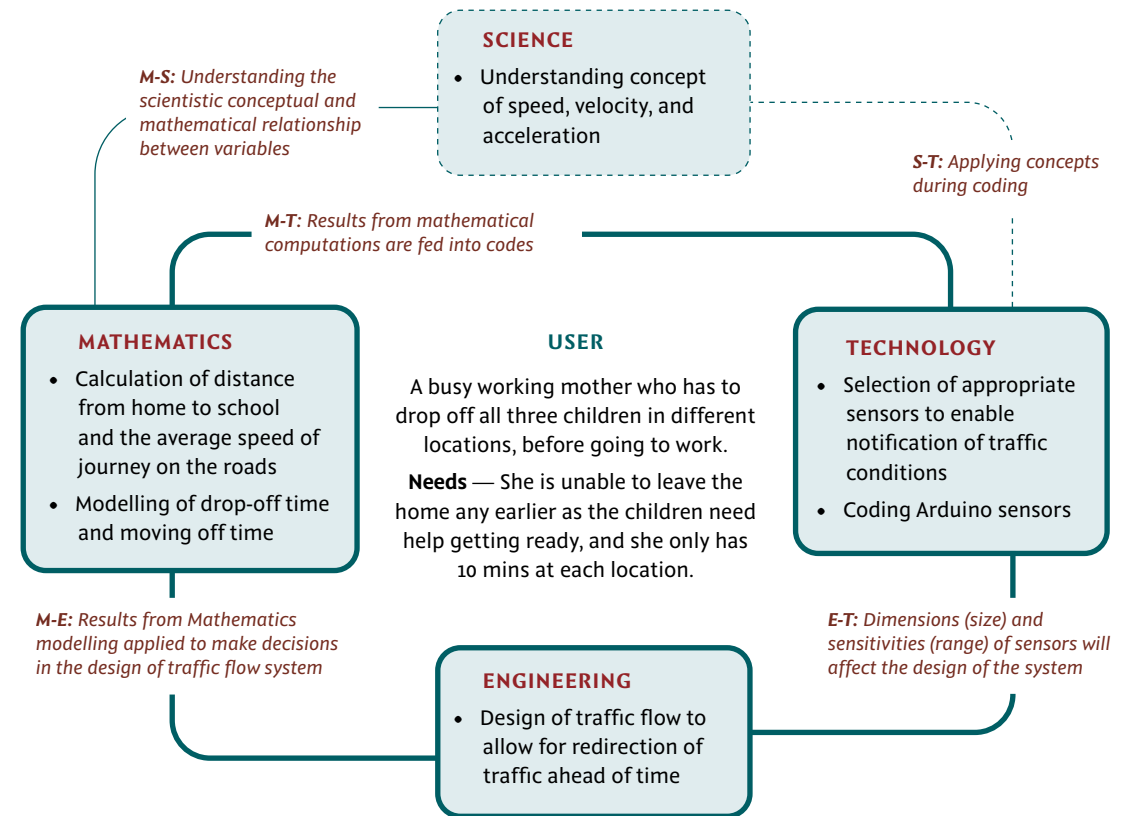 SCIENCE
• Understanding concept
of speed, velocity, and
acceleration
M-S: Understanding the
scientistic conceptual and
mathematical relationship
between variables
S-T: Applying concepts
during coding
M-T: Results from mathematical
computations are fed into codes
MATHEMATICS
• Calculation of distance
from home to school
and the average speed of
journey on the roads
• Modelling of drop-off time
and moving off time
USER
A busy working mother who has to
drop off all three children in different
locations, before going to work.
Needs — She is unable to leave the
home any earlier as the children need
help getting ready, and she only has
10 mins at each location.
TECHNOLOGY
• Selection of appropriate
sensors to enable
notification of traffic
conditions
• Coding Arduino sensors
M-E: Results from Mathematics
modelling applied to make decisions
in the design of traffic flow system
E-T: Dimensions (size) and
sensitivities (range) of sensors will
affect the design of the system
ENGINEERING
• Design of traffic flow to
allow for redirection of
traffic ahead of time